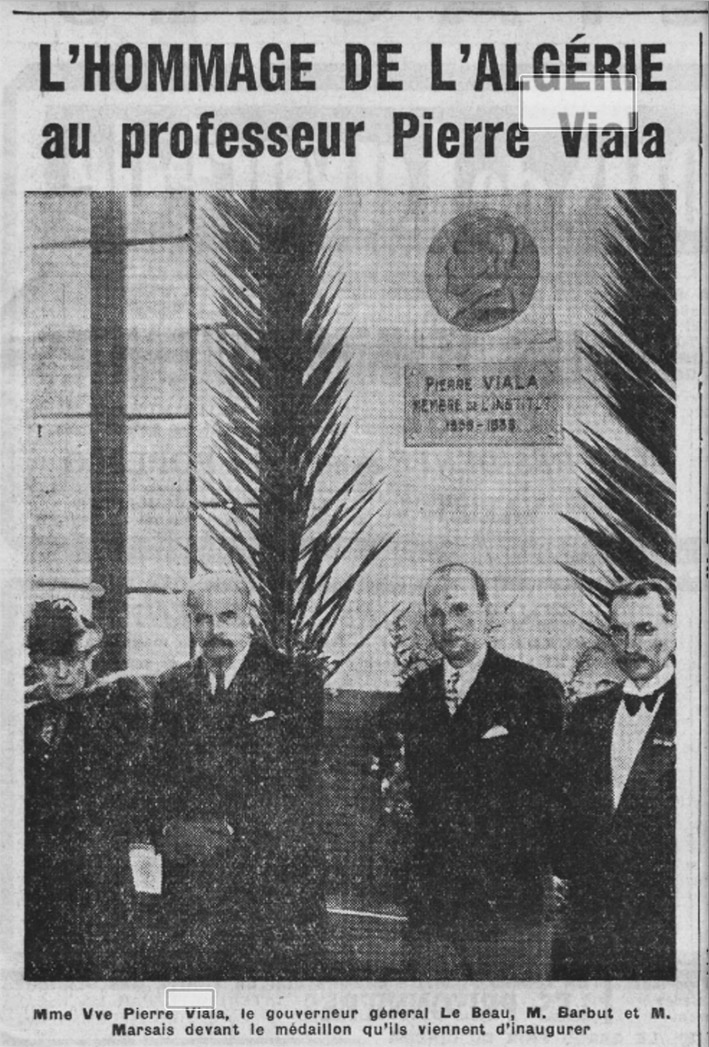 L'HOMMAGE DE L'ALGÉRIE
au professeur Pierre Viala
PIERRE VIALA
MEMBRE DE L'INSTITUT
Mme Vve Pierre Viala, le gouverneur général Le Beau, M. Barbut et M.
Marsais devant le médaillon qu'ils viennent d'inaugurer